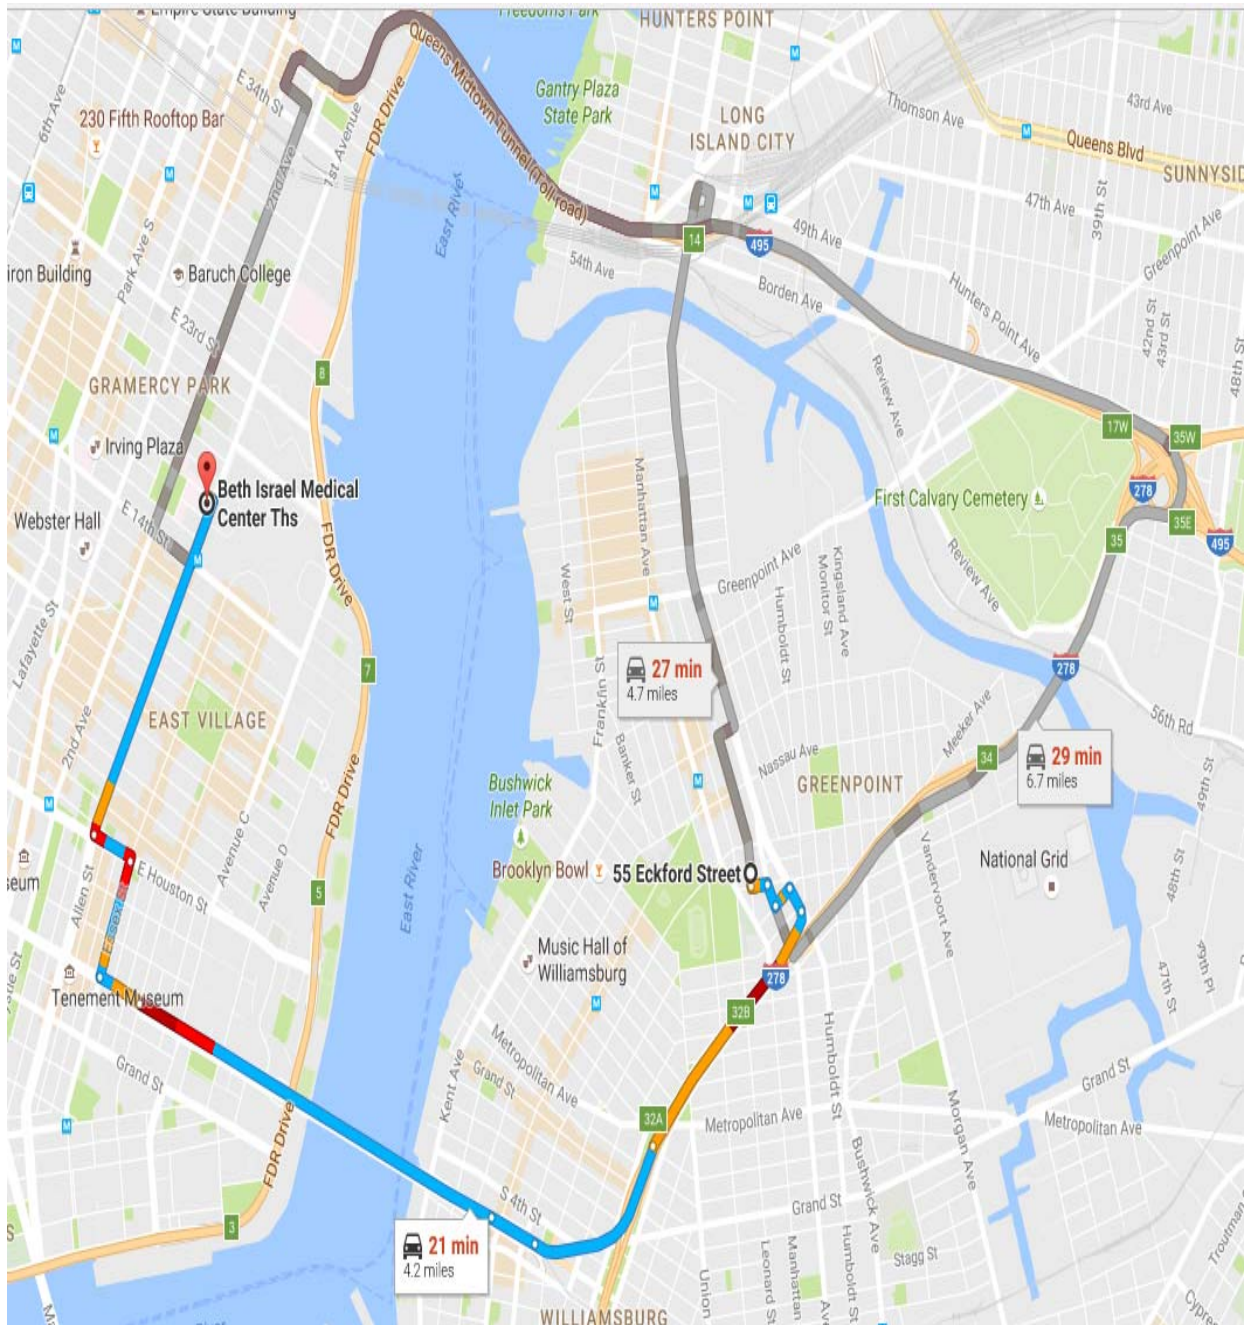 Empire State Building
Freedoms Park
HUNTERS POINT
Queens Midtown Tunnel (Toll road)
6th Ave
E 34th St
230 Fifth Rooftop Bar
1st Avenue
FDR Drive
Gantry Plaza
State Park
LONG
ISLAND CITY
Thomson Ave
43rd Ave
Queens Blvd
SUNNYSID
2nd Ave
East River
47th Ave
39th St
Greenpoint Ave
Park Ave S
iron Building
Baruch College
14
495
49th Ave
54th Ave
Borden Ave
Hunters Point Ave
42nd St
43rd St
48th St
E 23rd St
8
GRAMERCY PARK
Review Ave
17W
35W
Irving Plaza
Beth Israel Medical
Center Ths
Manhattan Ave
First Calvary Cemetery
278
35E
35
495
Webster Hall
E 14th St
FDR Drive
West St
Greenpoint Ave
Kingsland Ave
Monitor St
Humboldt St
Review Ave
Lafayette St
7
27 min
4.7 miles
278
EAST VILLAGE
2nd Ave
Franklin St
Banker St
Nassau Ave
Meeker Ave
56th Rd
34
29 min
6.7 miles
49th St
GREENPOINT
FDR Drive
Bushwick
Inlet Park
Avenue C
Avenue D
E Houston St
seum
Allen St
Essex St
5
East River
Brooklyn Bowl
55 Eckford Street
Vandervoort Ave
National Grid
48th St
Music Hall of
Williamsburg
278
47th St
49th Pl
Tenement Museum
32B
Grand St
Kent Ave
Metropolitan Ave
Grand St
Humboldt St
Morgan Ave
Grand St
32A
Metropolitan Ave
Metropolitan Ave
FDR Drive
3
S 4th St
Grand St
Bushwick Ave
21 min
4.2 miles
Stagg St
Union
Leonard St
Manhattan
Humboldt St
Troutman St
WILLIAMSBURG